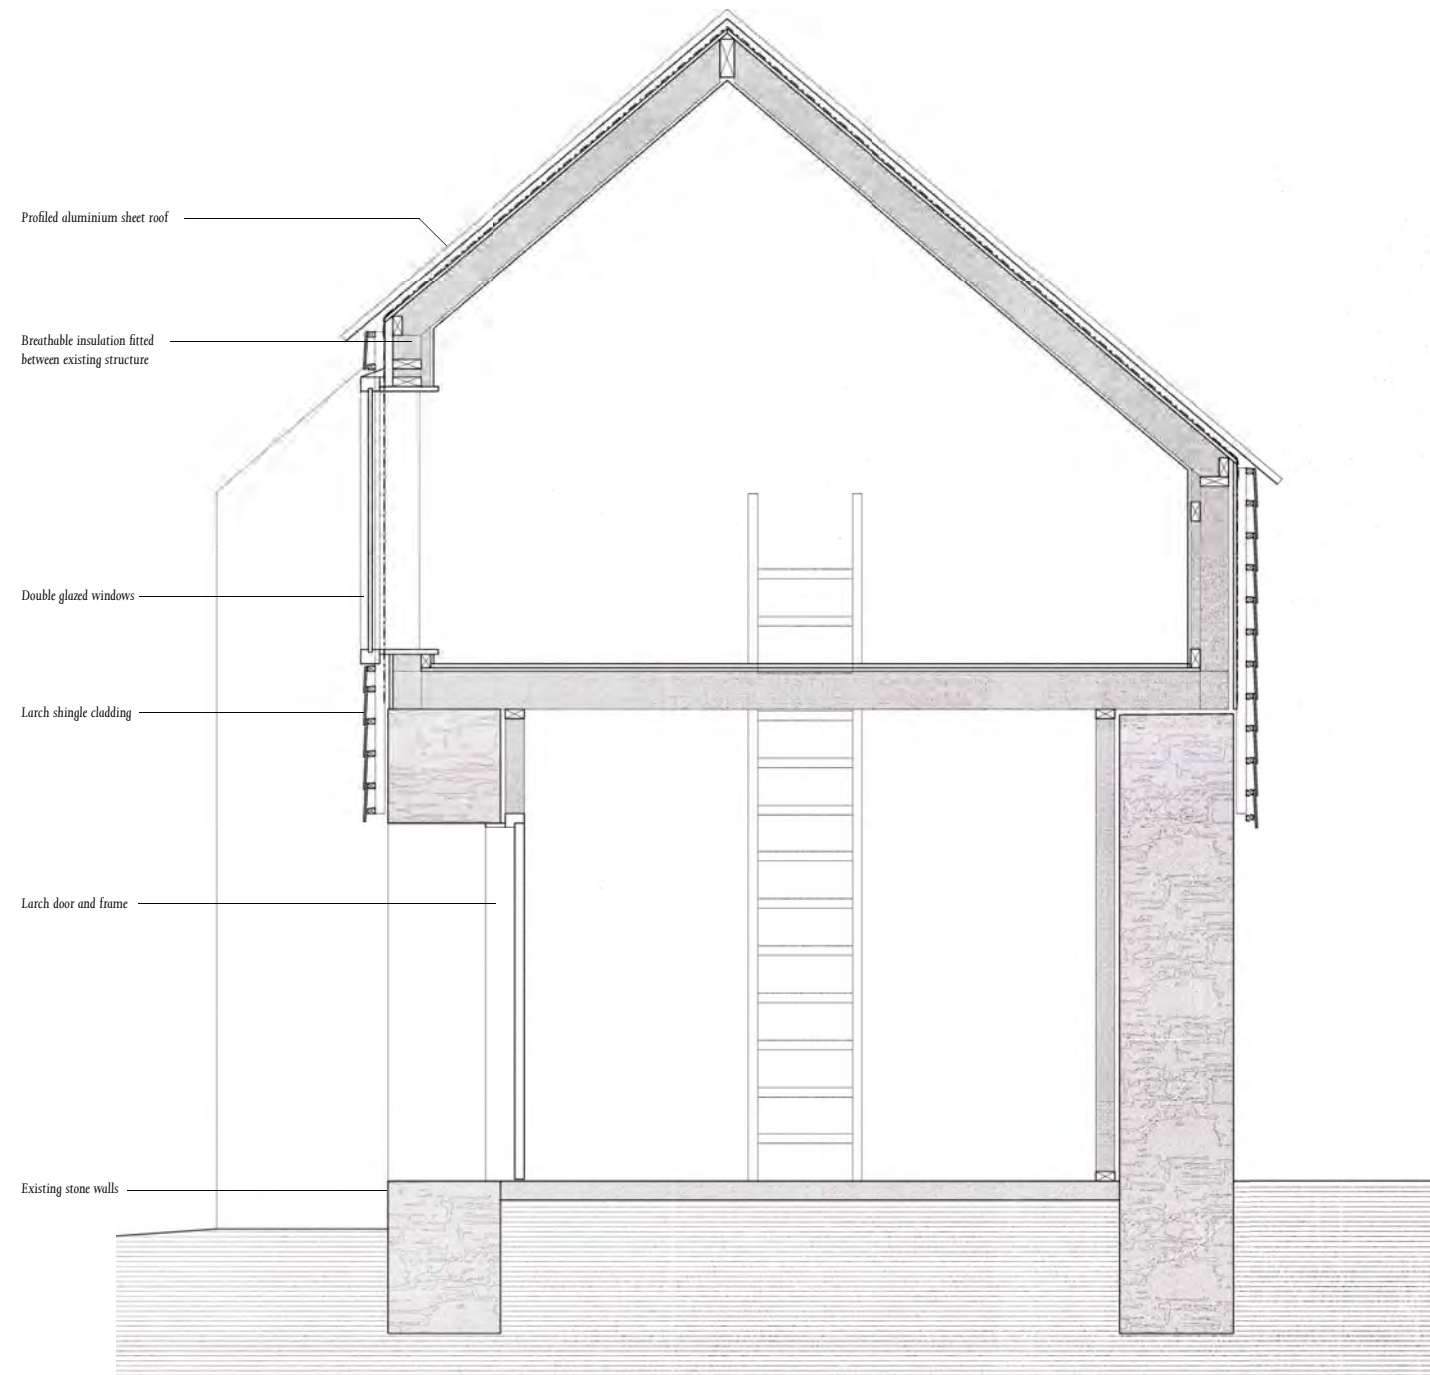 Profiled aluminium sheet roof
Breathable insulation fitted
between existing structure
Double glazed windows
Larch shingle cladding
Larch door and frame
Existing stone walls